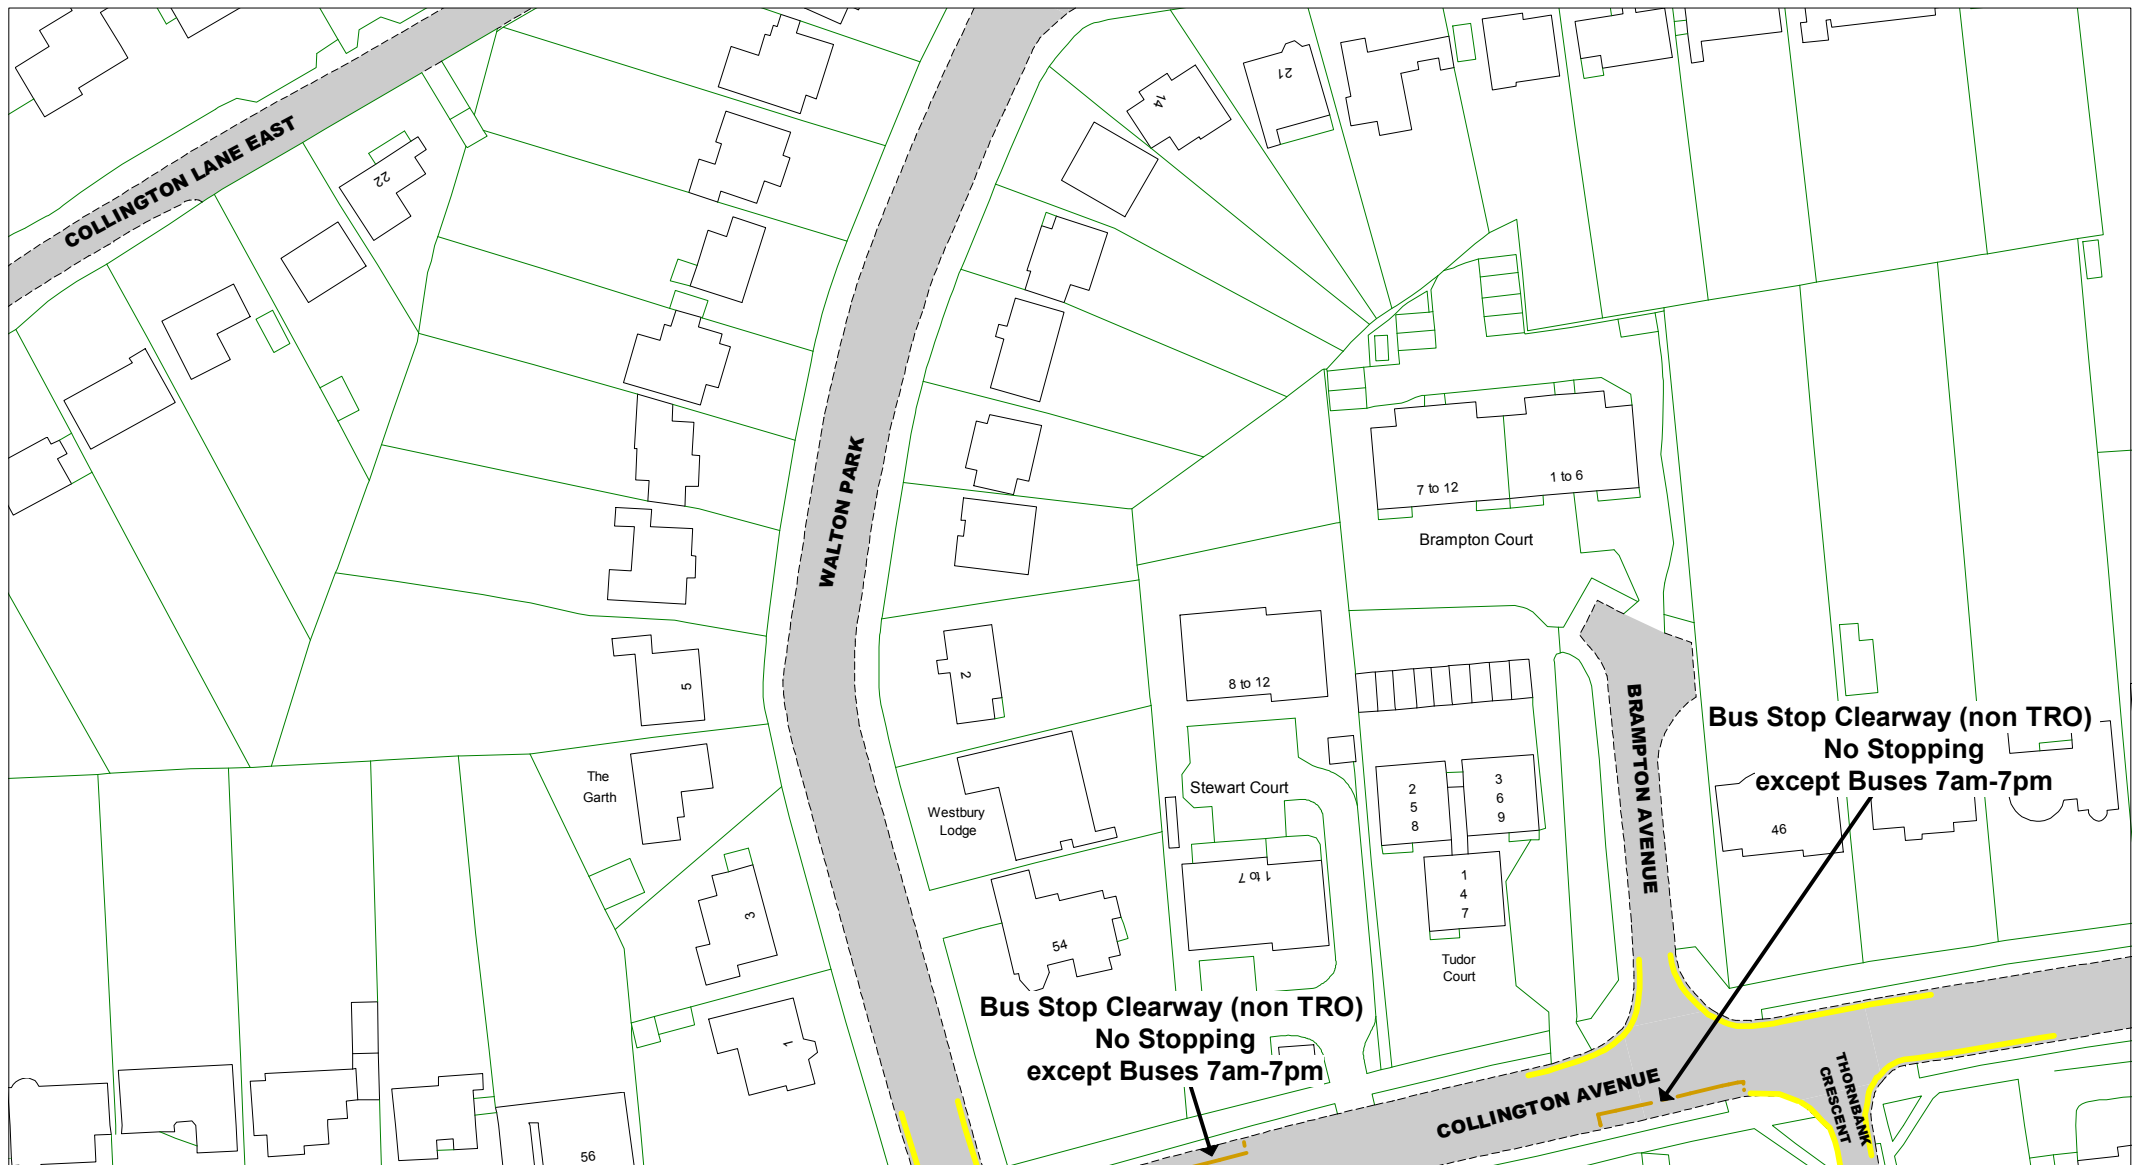 21
14
COLLINGTON LANE EAST
22
WALTON PARK
7 to 12
1 to 6
Brampton Court
2
5
8 to 12
BRAMPTON AVENUE
Bus Stop Clearway (non TRO)
No Stopping
except Buses 7am-7pm
The
Garth
Stewart Court
Westbury
Lodge
2
5
8
3
6
9
46
1 to 7
1
4
7
3
54
Tudor
Court
Bus Stop Clearway (non TRO)
No Stopping
except Buses 7am-7pm
1
COLLINGTON AVENUE
THORNBANK
CRESCENT
56